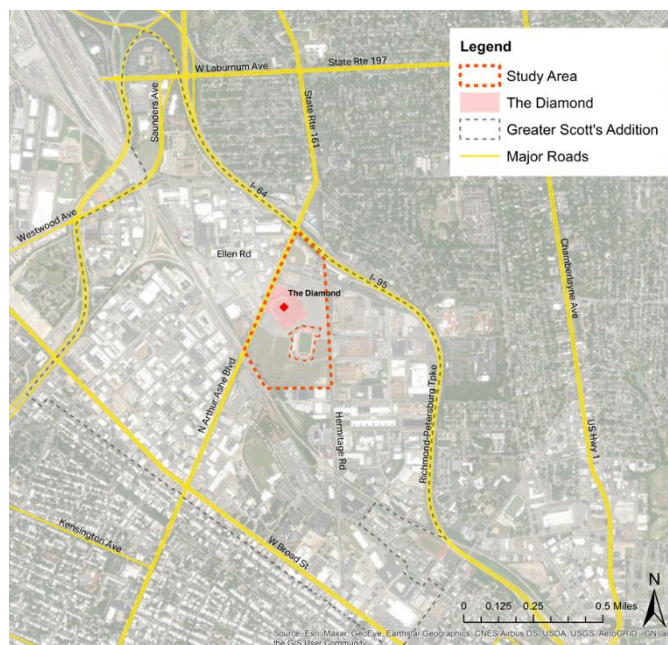 Legend
Study Area
The Diamond
Greater Scott's Addition
Major Roads
W Laburnum Ave
State Rte 197
Saunders Ave
State Rte 161
I- 64
Westwood Ave
Ellen Rd
I- 95
The Diamond
Chamberlayne Ave
N Arthur Ashe Blvd
Hermitage Rd
Richmond-Petersburg Tpke
US Hwy 1
Kensington Ave
W Broad St
N
0 0.125 0.25 0.5 Miles
Source: Esri, Maxar, GeoEye, Earthstar Geographics, CNES/Airbus DS, USDA, USGS, AeroGRID, IGN,
the GIS User Community